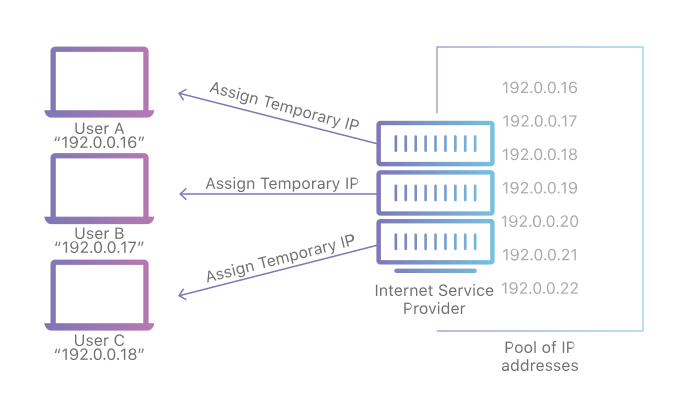 User A
“192.0.0.16”
User B
“192.0.0.17”
User C
“192.0.0.18”
Assign Temporary IP
Assign Temporary IP
Assign Temporary IP
Internet Service
Provider
192.0.0.16
192.0.0.17
192.0.0.18
192.0.0.19
192.0.0.20
192.0.0.21
192.0.0.22
Pool of IP
addresses